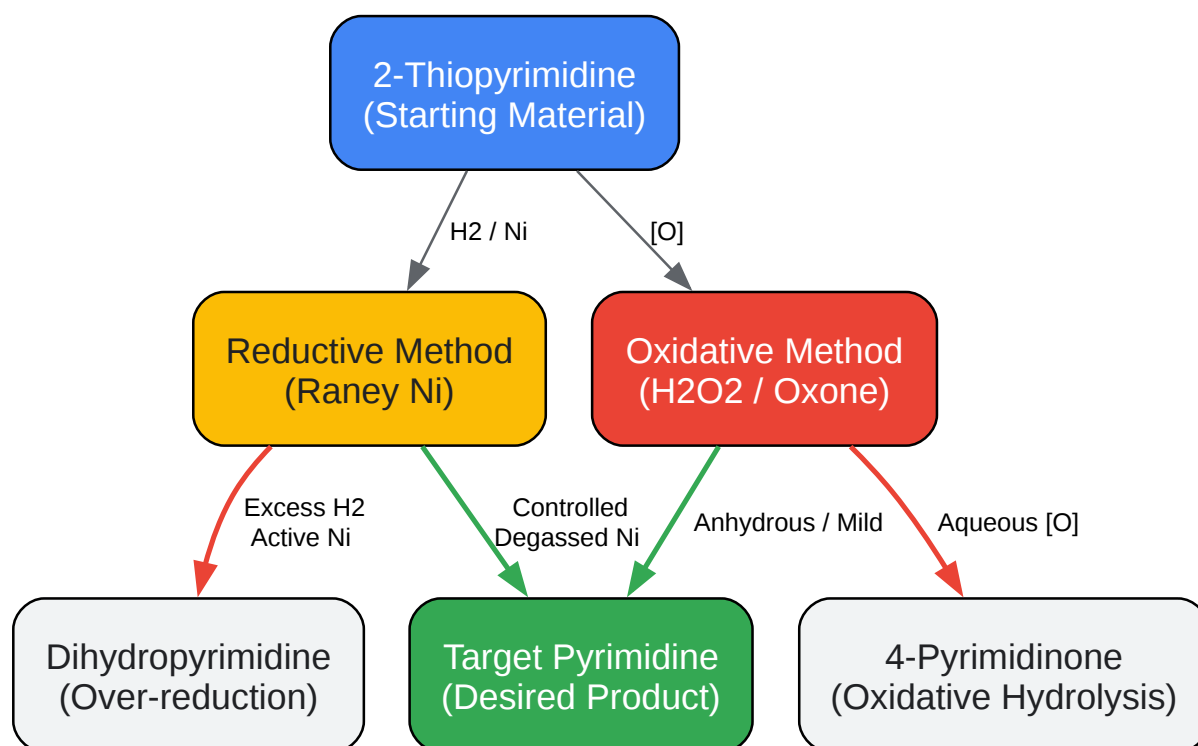 2-Thiopyrimidine
(Starting Material)
H2 / Ni
[O]
Reductive Method
(Raney Ni)
Oxidative Method
(H2O2 / Oxone)
Excess H2
Active Ni
Controlled
Degassed Ni
Anhydrous / Mild
Aqueous [O]
Dihydropyrimidine
(Over-reduction)
Target Pyrimidine
(Desired Product)
4-Pyrimidinone
(Oxidative Hydrolysis)